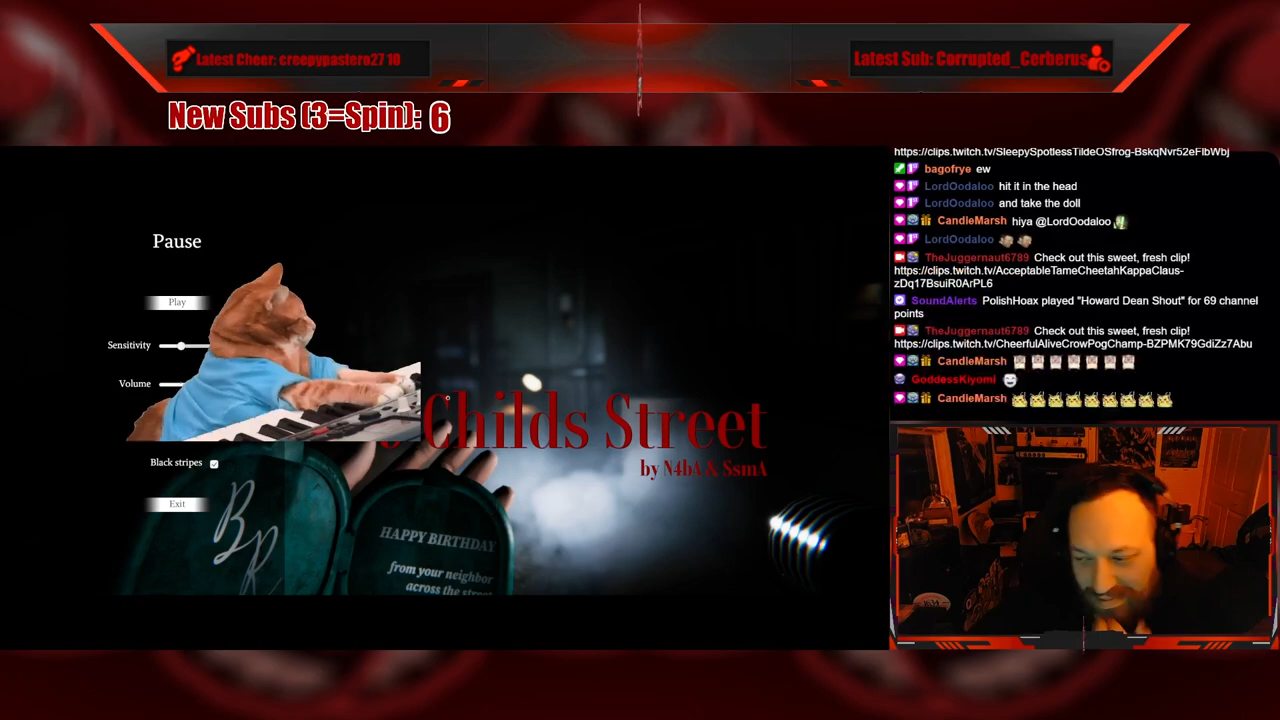 Latest Cheer: creepypastero27 10
Latest Sub: Corrupted_Cerberus
New Subs (3=Spin): 6
Pause
Play
Sensitivity
Volume
Childs Street
by N4bA & SsmA
Black stripes
Exit
BR
HAPPY BIRTHDAY
from your neighbor
across the street
https://clips.twitch.tv/SleepySpotlessTildeOSfrog-BskqNvr52eFlbWbj
bagofrye ew
LordOodaloo hit it in the head
LordOodaloo and take the doll
CandieMarsh hiya @LordOodaloo
LordOodaloo
TheJuggernaut6789 Check out this sweet, fresh clip!
https://clips.twitch.tv/AcceptableTameCheetahKappaClaus-
zDq17BsuiR0ArPL6
SoundAlerts PolishHoax played "Howard Dean Shout" for 69 channel
points
TheJuggernaut6789 Check out this sweet, fresh clip!
https://clips.twitch.tv/CheerfulAliveCrowPogChamp-BZPMK79GdiZz7Abu
CandieMarsh
GoddessKiyomi
CandieMarsh